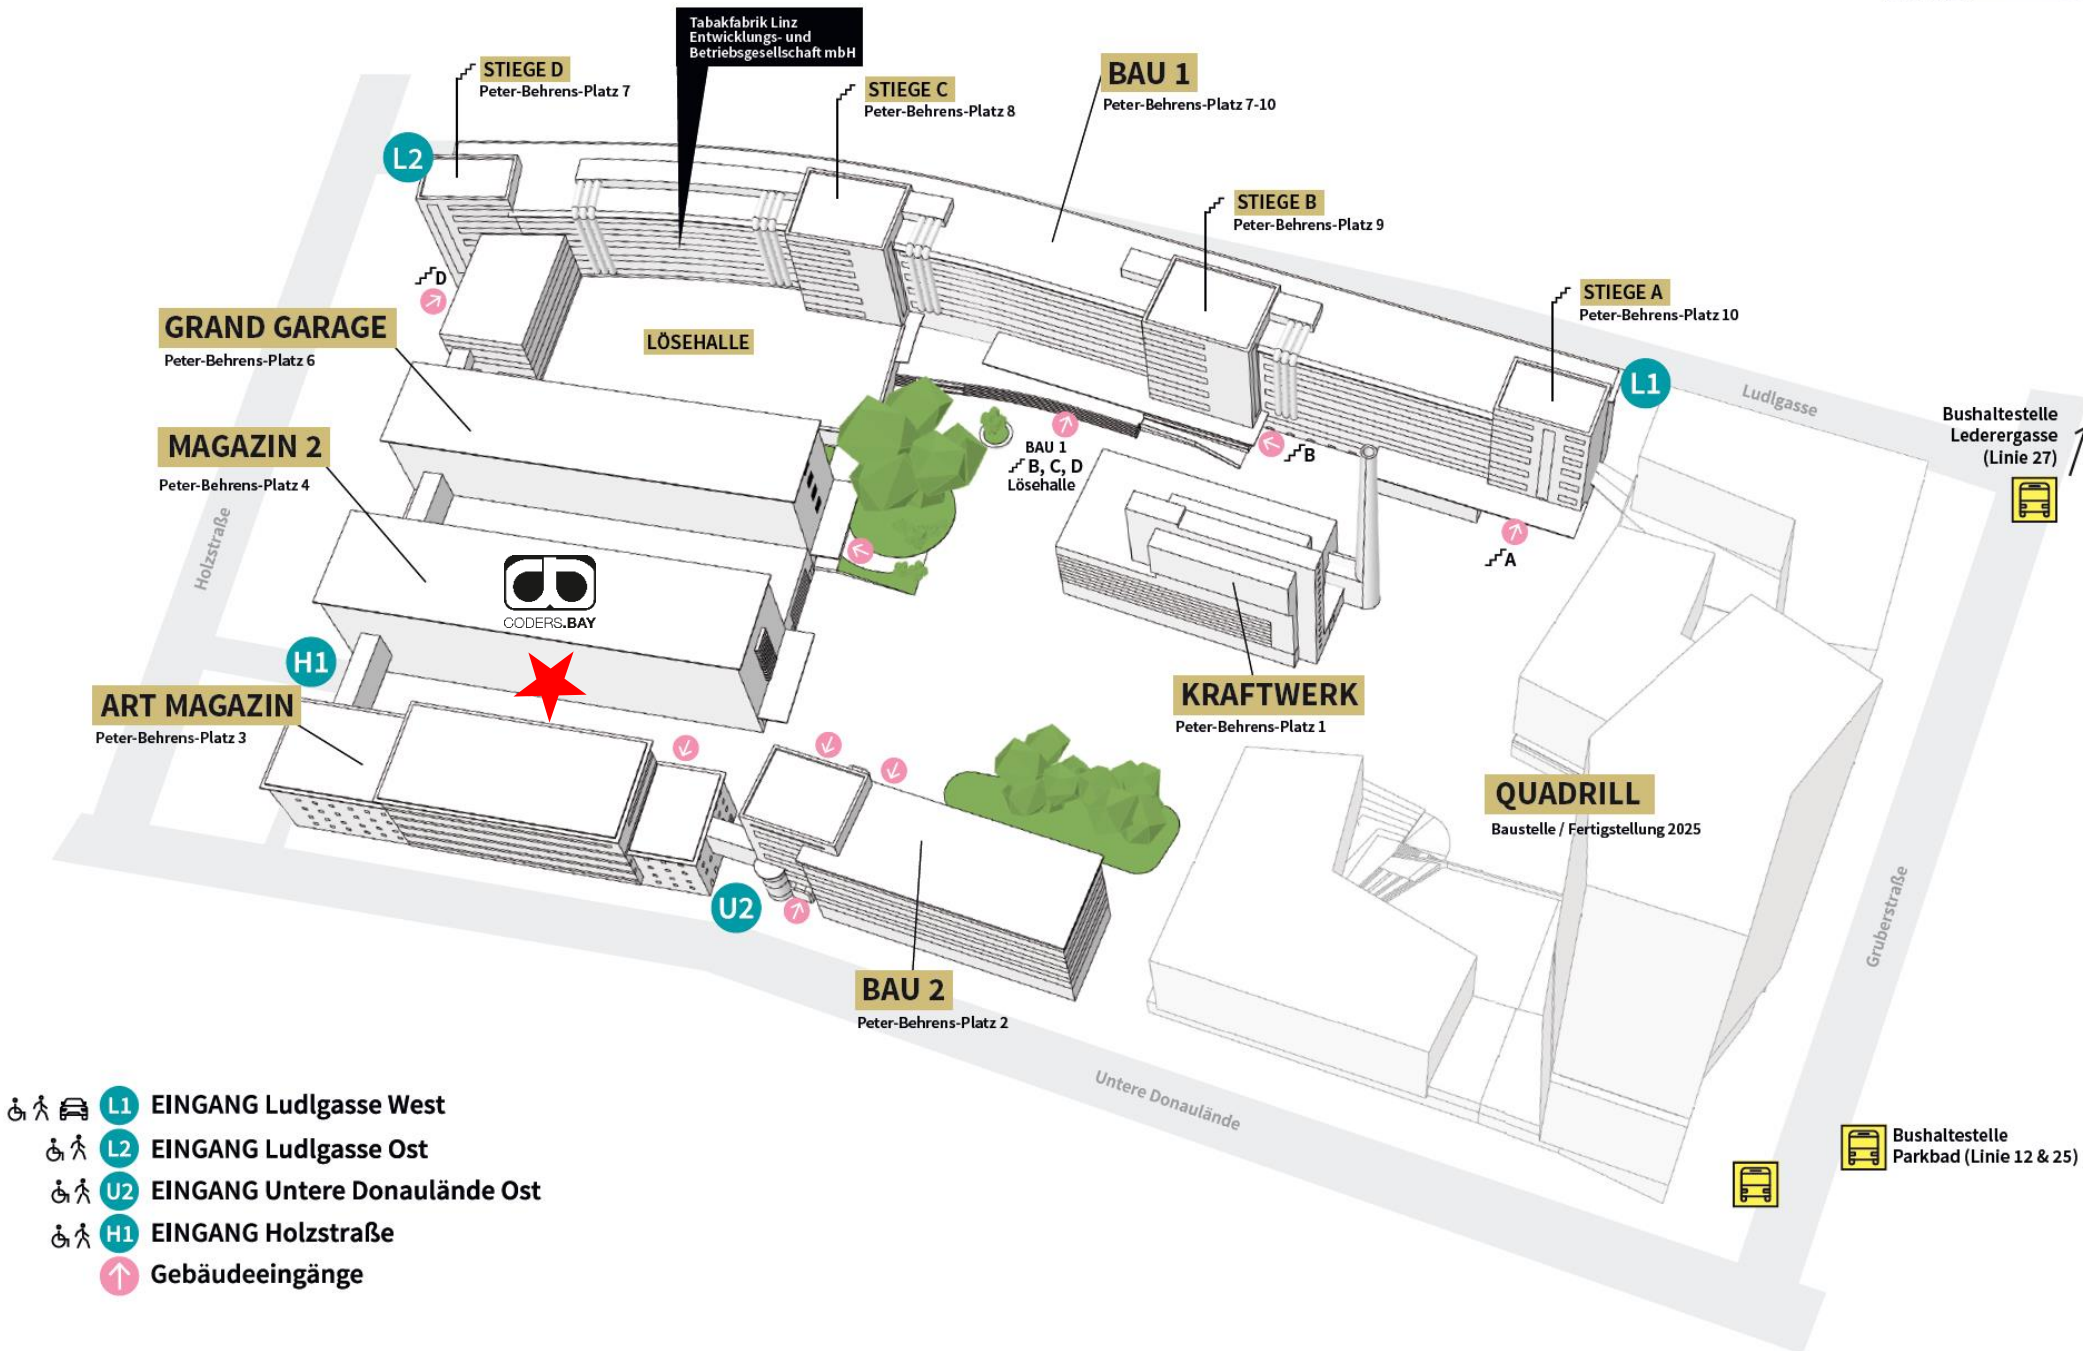 Tabakfabrik Linz
Entwicklungs- und
Betriebsgesellschaft mbH
STIEGE D
Peter-Behrens-Platz 7
STIEGE C
Peter-Behrens-Platz 8
BAU 1
Peter-Behrens-Platz 7-10
L2
STIEGE B
Peter-Behrens-Platz 9
D
STIEGE A
Peter-Behrens-Platz 10
GRAND GARAGE
Peter-Behrens-Platz 6
LÖSEHALLE
L1
Ludlgasse
Bushaltestelle
Lederergasse
(Linie 27)
MAGAZIN 2
Peter-Behrens-Platz 4
BAU 1
B, C, D
Lösehalle
B
A
Holzstraße
CODERS.BAY
H1
ART MAGAZIN
Peter-Behrens-Platz 3
KRAFTWERK
Peter-Behrens-Platz 1
QUADRILL
Baustelle / Fertigstellung 2025
U2
Gruberstraße
BAU 2
Peter-Behrens-Platz 2
Untere Donaulände
Bushaltestelle
Parkbad (Linie 12 & 25)
L1 EINGANG Ludlgasse West
L2 EINGANG Ludlgasse Ost
U2 EINGANG Untere Donaulände Ost
H1 EINGANG Holzstraße
Gebäudeeingänge